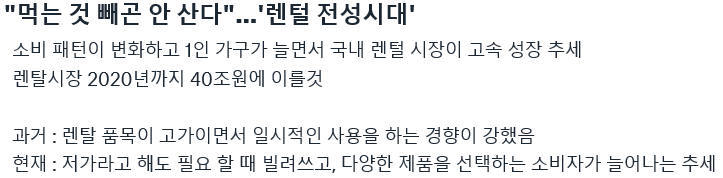 "먹는 것 빼곤 안 산다"...'렌털 전성시대'
소비 패턴이 변화하고 1인 가구가 늘면서 국내 렌털 시장이 고속 성장 추세
렌탈시장 2020년까지 40조원에 이를것
과거 : 렌탈 품목이 고가이면서 일시적인 사용을 하는 경향이 강했음
현재 : 저가라고 해도 필요 할 때 빌려쓰고, 다양한 제품을 선택하는 소비자가 늘어나는 추세